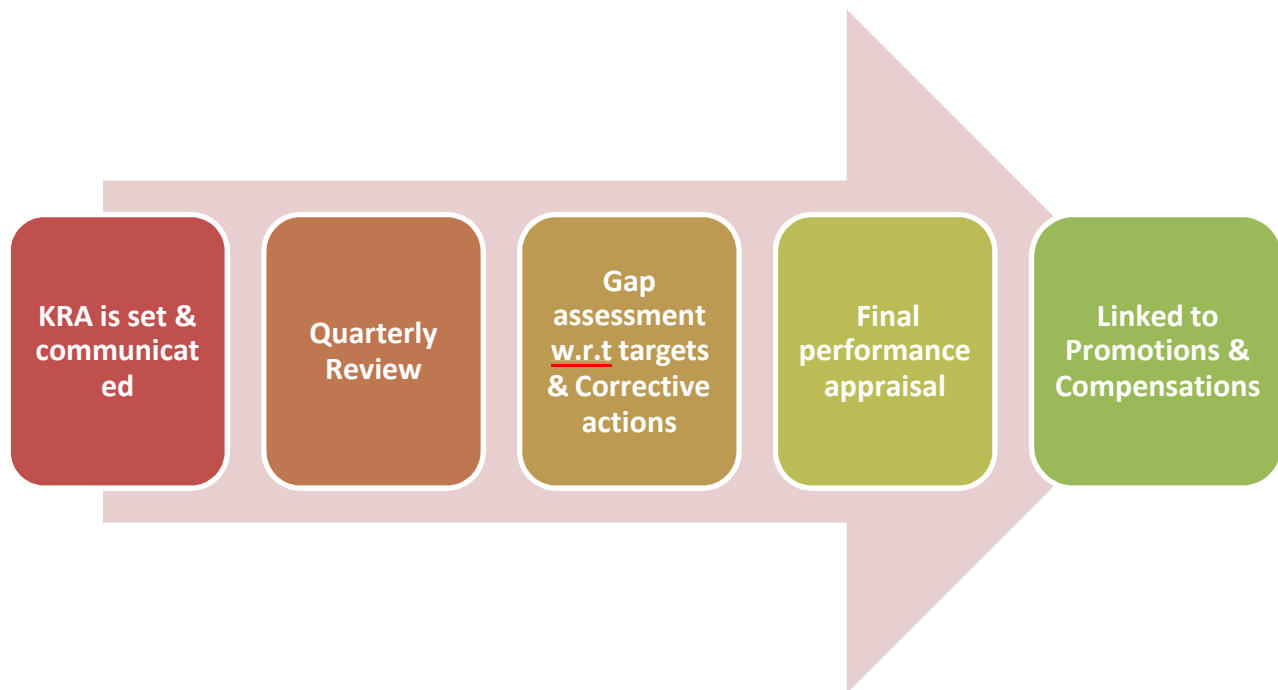 KRA is set &
communicat
ed
Quarterly
Review
Gap
assessment
w.r.t targets
& Corrective
actions
Final
performance
appraisal
Linked to
Promotions &
Compensations